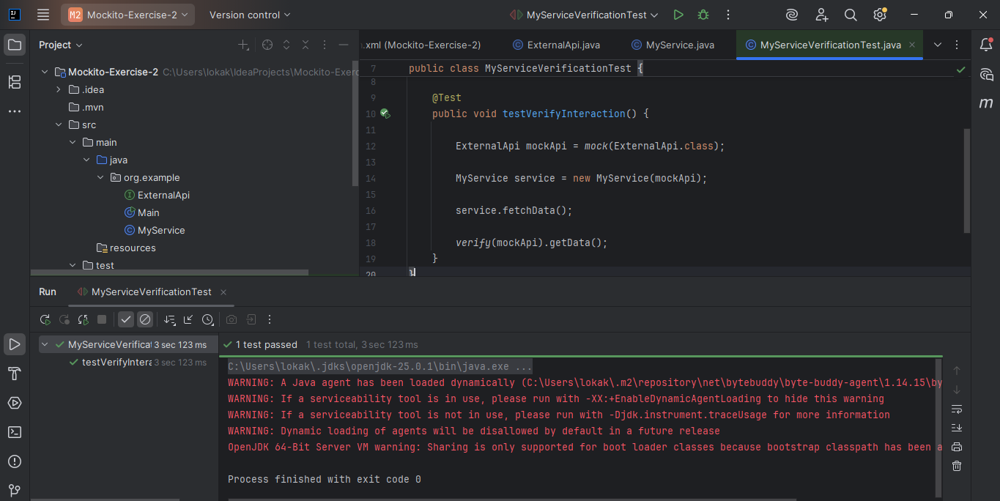 M2 Mockito-Exercise-2 Version control MyServiceVerificationTest
Project
Mockito-Exercise-2 C:\Users\lokak\IdeaProjects\Mockito-Exerc
.idea
.mvn
src
main
java
org.example
ExternalApi
Main
MyService
resources
test
.xml (Mockito-Exercise-2) ExternalApi.java MyService.java MyServiceVerificationTest.java
7 public class MyServiceVerificationTest {
8
9 @Test
10 public void testVerifyInteraction() {
11
12 ExternalApi mockApi = mock(ExternalApi.class);
13
14 MyService service = new MyService(mockApi);
15
16 service.fetchData();
17
18 verify(mockApi).getData();
19 }
20 }
Run MyServiceVerificationTest
MyServiceVerificat 3 sec 123 ms
testVerifyIntera 3 sec 123 ms
1 test passed 1 test total, 3 sec 123 ms
C:\Users\lokak\.jdks\openjdk-25.0.1\bin\java.exe ...
WARNING: A Java agent has been loaded dynamically (C:\Users\lokak\.m2\repository\net\bytebuddy\byte-buddy-agent\1.14.15\by
WARNING: If a serviceability tool is in use, please run with -XX:+EnableDynamicAgentLoading to hide this warning
WARNING: If a serviceability tool is not in use, please run with -Djdk.instrument.traceUsage for more information
WARNING: Dynamic loading of agents will be disallowed by default in a future release
OpenJDK 64-Bit Server VM warning: Sharing is only supported for boot loader classes because bootstrap classpath has been a
Process finished with exit code 0